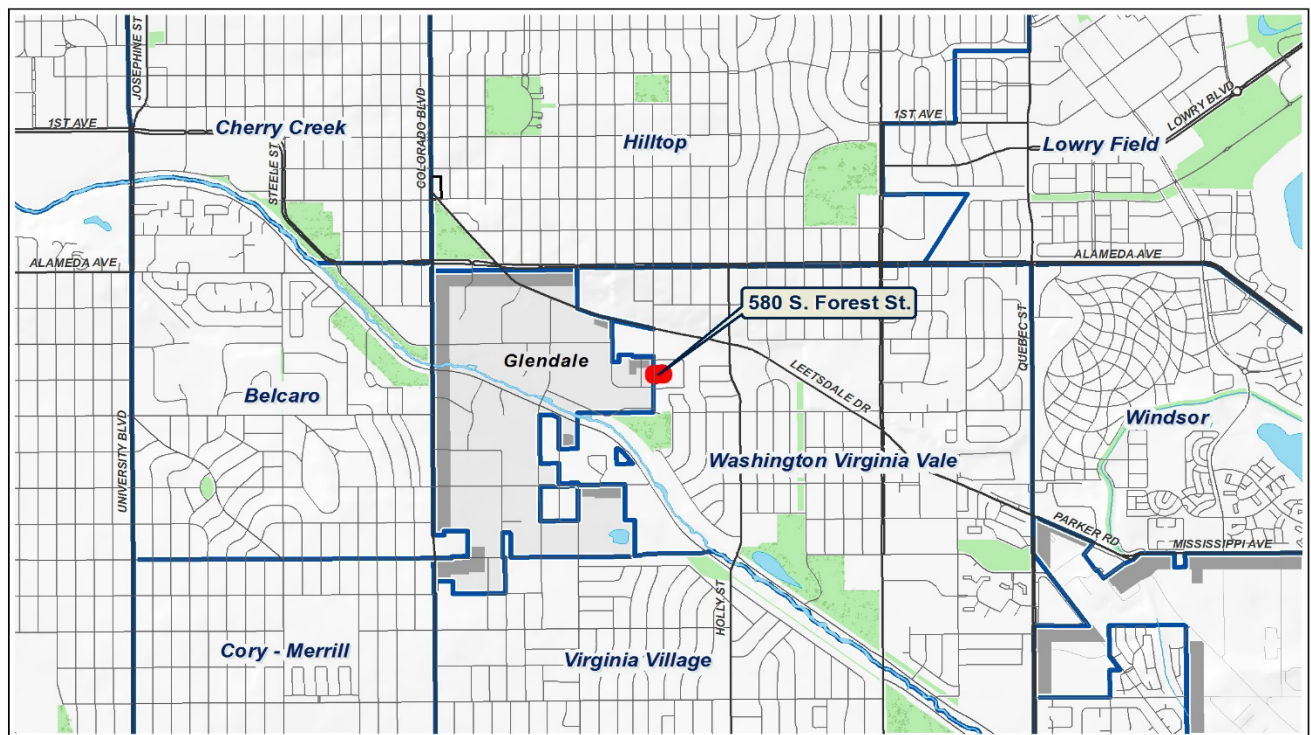 JOSEPHINE ST
1ST AVE
Cherry Creek
STEELE ST
COLORADO BLVD
Hilltop
1ST AVE
Lowry Field
LOWRY BLVD
ALAMEDA AVE
ALAMEDA AVE
580 S. Forest St.
QUEBEC ST
Glendale
LEETSDALE DR
Belcaro
UNIVERSITY BLVD
Windsor
Washington Virginia Vale
PARKER RD
MISSISSIPPI AVE
HOLLY ST
Cory - Merrill
Virginia Village